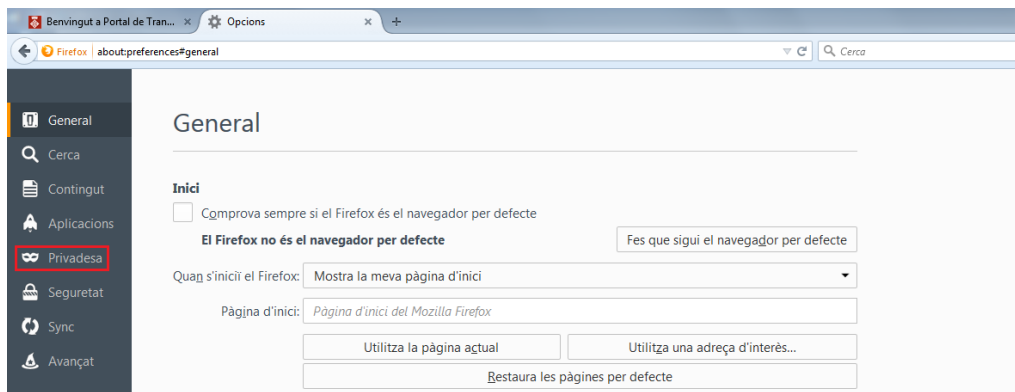 Benvingut a Portal de Tran...
Opcions
Firefox about:preferences#general
Cerca
General
Cerca
Contingut
Aplicacions
Privadesa
Seguretat
Sync
Avançat
General
Inici
Comprova sempre si el Firefox és el navegador per defecte
El Firefox no és el navegador per defecte
Fes que sigui el navegador per defecte
Quan s'iniciï el Firefox: Mostra la meva pàgina d'inici
Pàgina d'inici: Pàgina d'inici del Mozilla Firefox
Utilitza la pàgina actual
Utilitza una adreça d'interès...
Restaura les pàgines per defecte